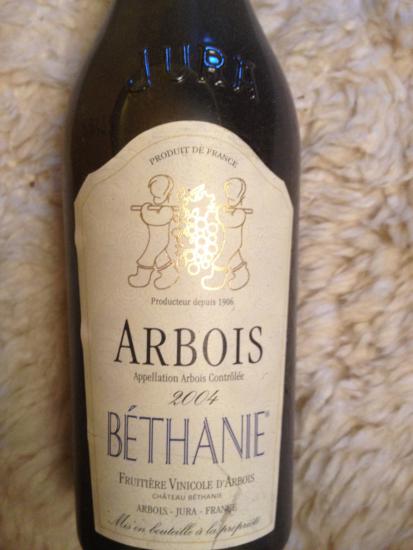 JURA
PRODUIT DE FRANCE
Producteur depuis 1906
ARBOIS
Appellation Arbois Contrôlée
2004
BÉTHANIE
FRUITIÈRE VINICOLE D'ARBOIS
CHÂTEAU BÉTHANIE
ARBOIS - JURA - FRANCE
Mis en bouteille à la propriété